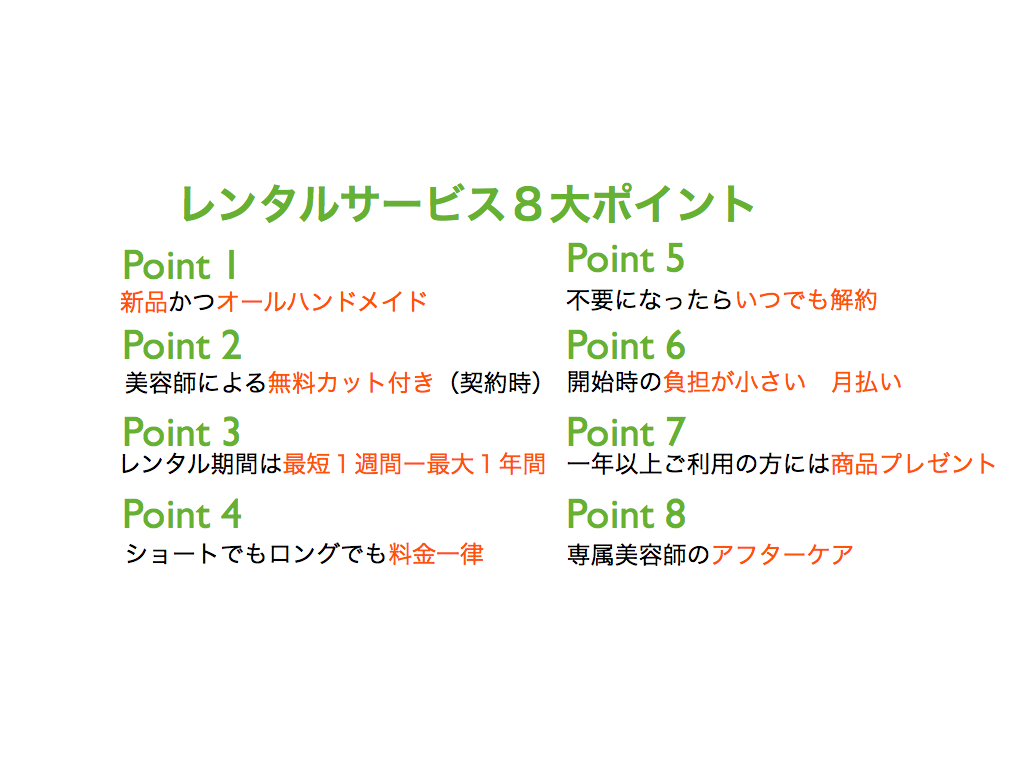 レンタルサービス８大ポイント
Point 1
新品かつオールハンドメイド
Point 2
美容師による無料カット付き（契約時）
Point 3
レンタル期間は最短１週間ー最大１年間
Point 4
ショートでもロングでも料金一律
Point 5
不要になったらいつでも解約
Point 6
開始時の負担が小さい　月払い
Point 7
一年以上ご利用の方には商品プレゼント
Point 8
専属美容師のアフターケア